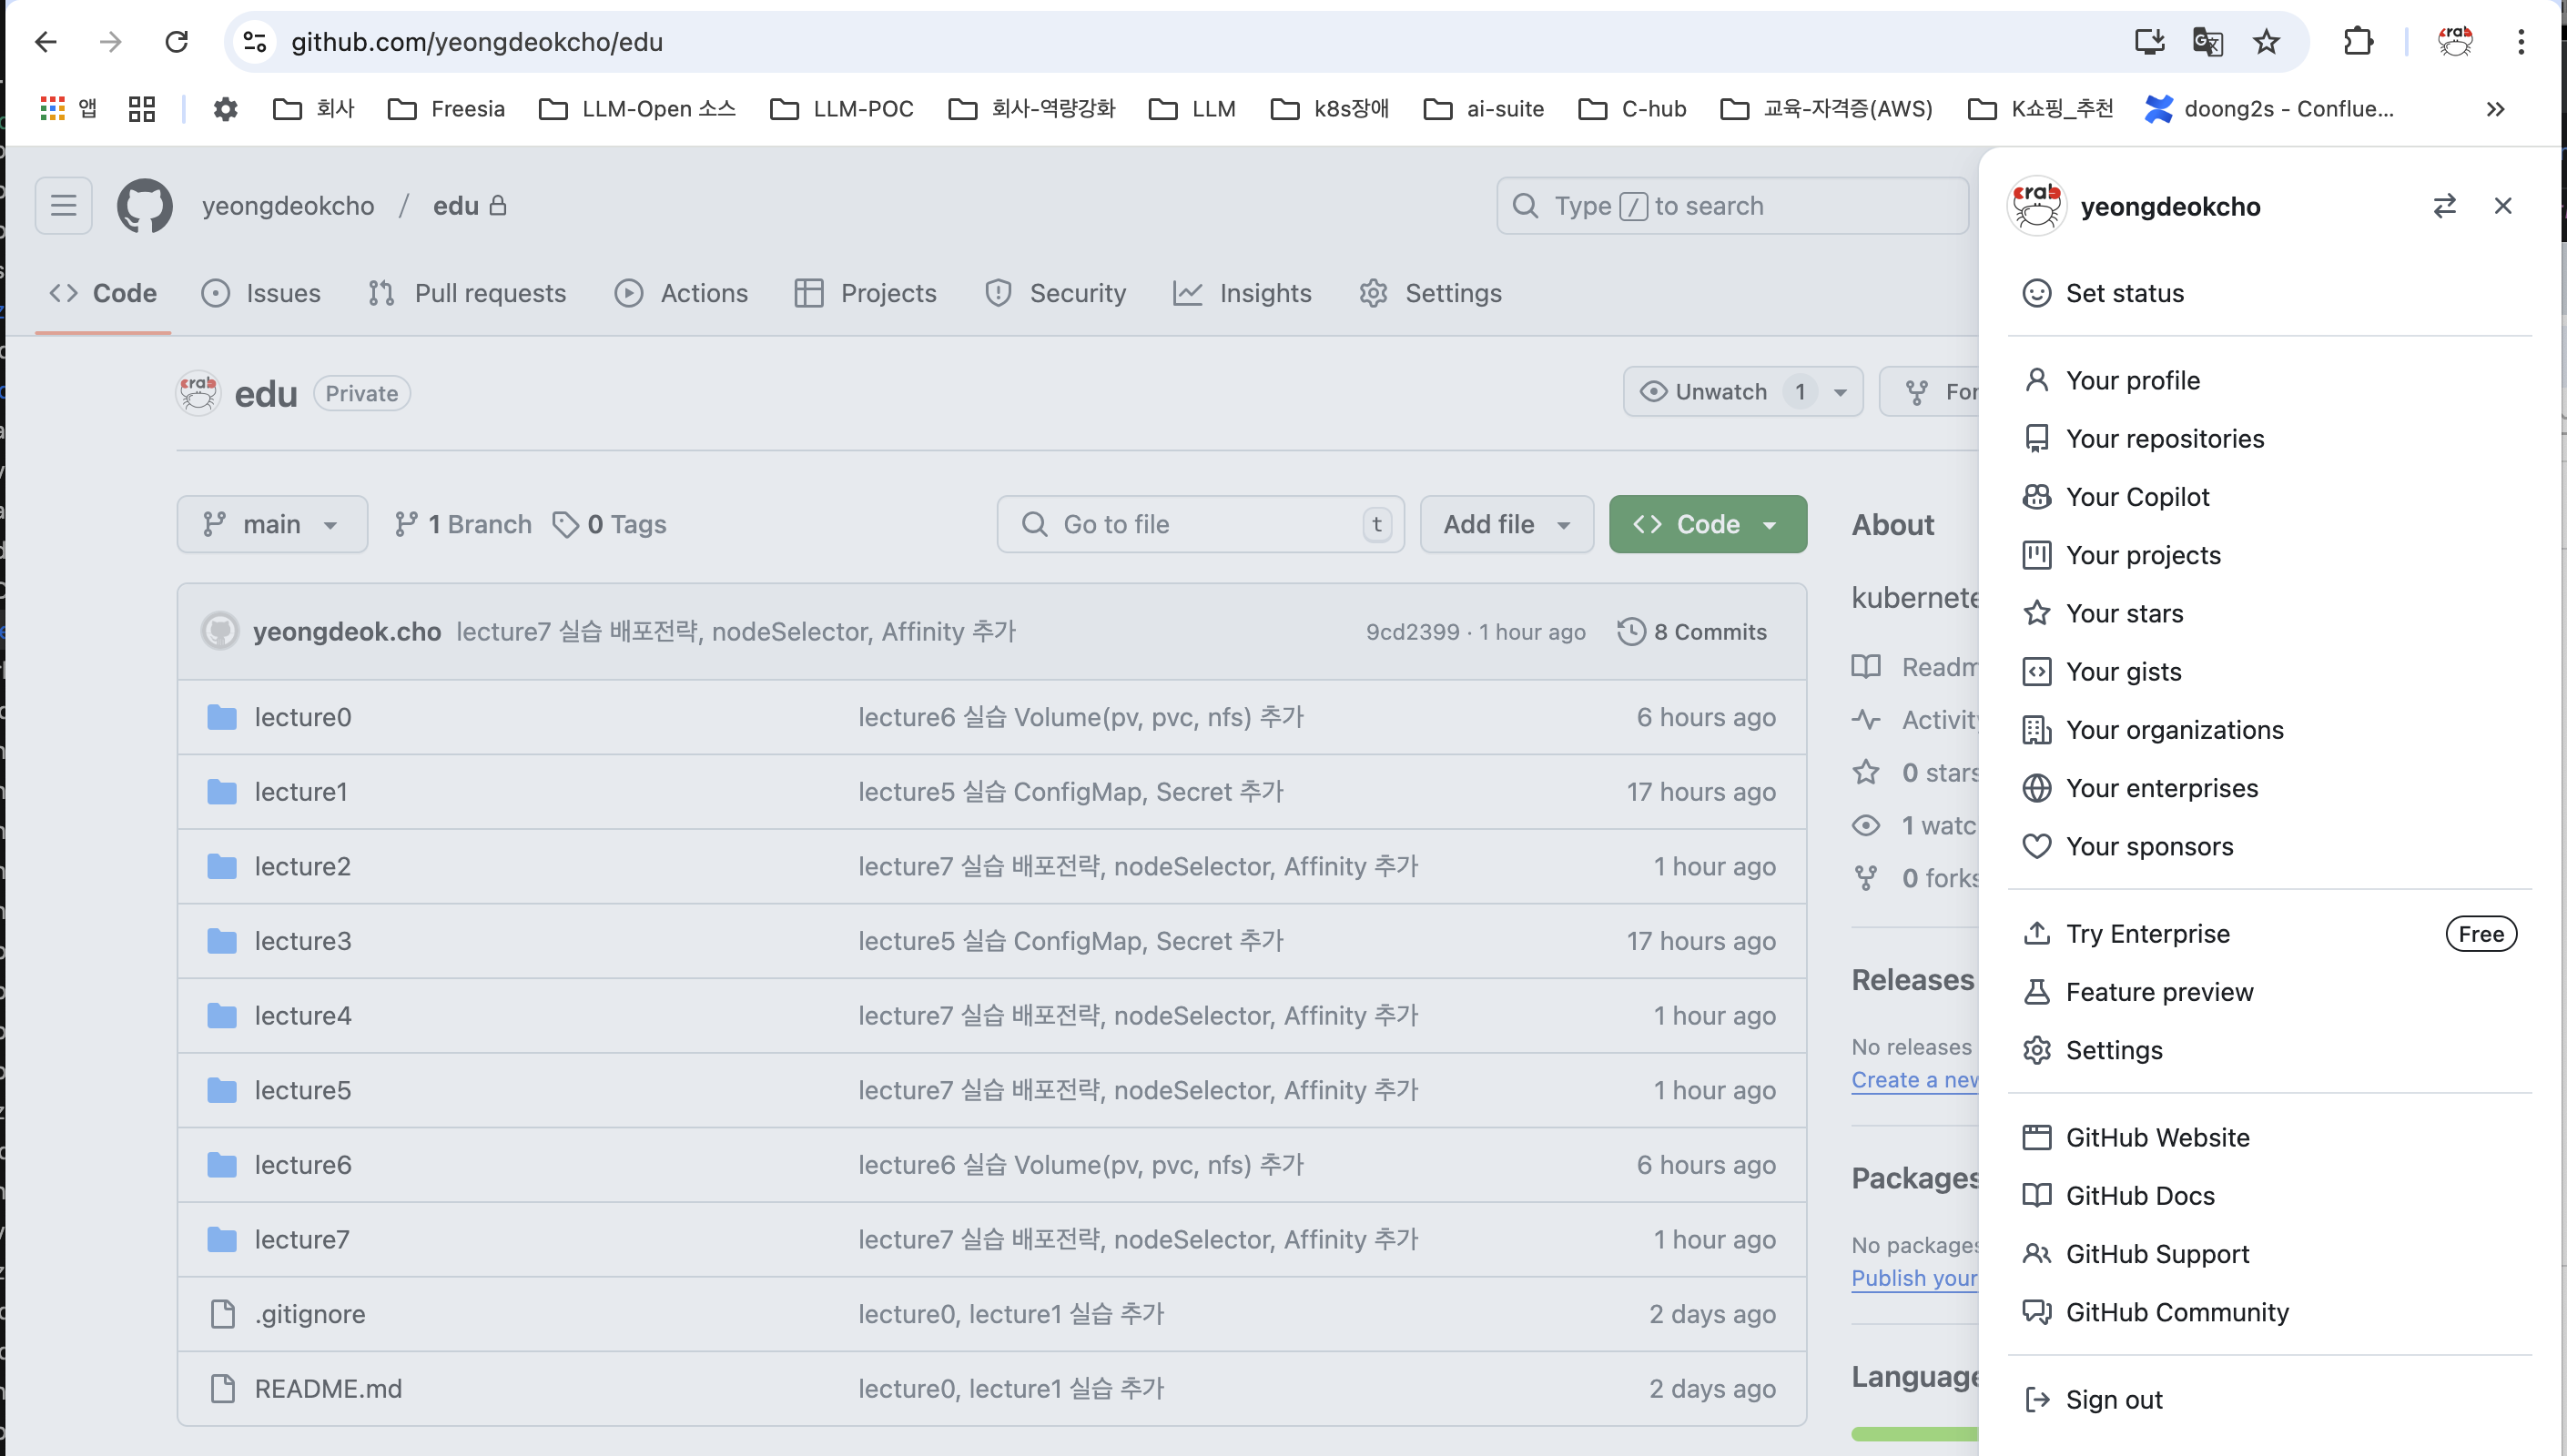 github.com/yeongdeokcho/edu
앱 회사 Freesia LLM-Open 소스 LLM-POC 회사-역량강화 LLM k8s장애 ai-suite C-hub 교육-자격증(AWS) K쇼핑_추천 doong2s - Conflue...
yeongdeokcho / edu
Type / to search
Code Issues Pull requests Actions Projects Security Insights Settings
edu Private
Unwatch 1
For
main 1 Branch 0 Tags
Go to file t
Add file
Code
yeongdeok.cho lecture7 실습 배포전략, nodeSelector, Affinity 추가 9cd2399 · 1 hour ago 8 Commits
lecture0 lecture6 실습 Volume(pv, pvc, nfs) 추가 6 hours ago
lecture1 lecture5 실습 ConfigMap, Secret 추가 17 hours ago
lecture2 lecture7 실습 배포전략, nodeSelector, Affinity 추가 1 hour ago
lecture3 lecture5 실습 ConfigMap, Secret 추가 17 hours ago
lecture4 lecture7 실습 배포전략, nodeSelector, Affinity 추가 1 hour ago
lecture5 lecture7 실습 배포전략, nodeSelector, Affinity 추가 1 hour ago
lecture6 lecture6 실습 Volume(pv, pvc, nfs) 추가 6 hours ago
lecture7 lecture7 실습 배포전략, nodeSelector, Affinity 추가 1 hour ago
.gitignore lecture0, lecture1 실습 추가 2 days ago
README.md lecture0, lecture1 실습 추가 2 days ago
About
kubernete
Readm
Activity
0 stars
1 watc
0 forks
Releases
No releases
Create a new
Packages
No packages
Publish your
Language
crab
yeongdeokcho
Set status
Your profile
Your repositories
Your Copilot
Your projects
Your stars
Your gists
Your organizations
Your enterprises
Your sponsors
Try Enterprise Free
Feature preview
Settings
GitHub Website
GitHub Docs
GitHub Support
GitHub Community
Sign out